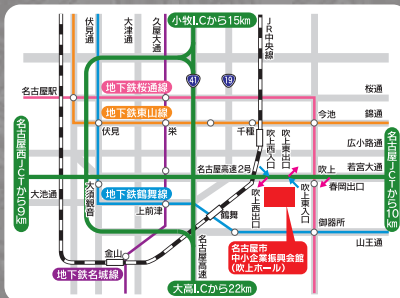 伏見通
大津通
久屋大通
小牧I.Cから15km
JR中央線
41
19
名古屋駅
地下鉄桜通線
桜通
地下鉄東山線
錦通
伏見
栄
千種
今池
広小路通
名古屋西JCTから9km
名古屋高速2号
吹上西入口
吹上東出口
吹上
若宮大通
名古屋JCTから10km
大池通
大須観音
地下鉄鶴舞線
上前津
鶴舞
吹上西出口
吹上東入口
春岡出口
御器所
山王通
金山
名古屋高速
名古屋市
中小企業振興会館
(吹上ホール)
地下鉄名城線
大高I.Cから22km